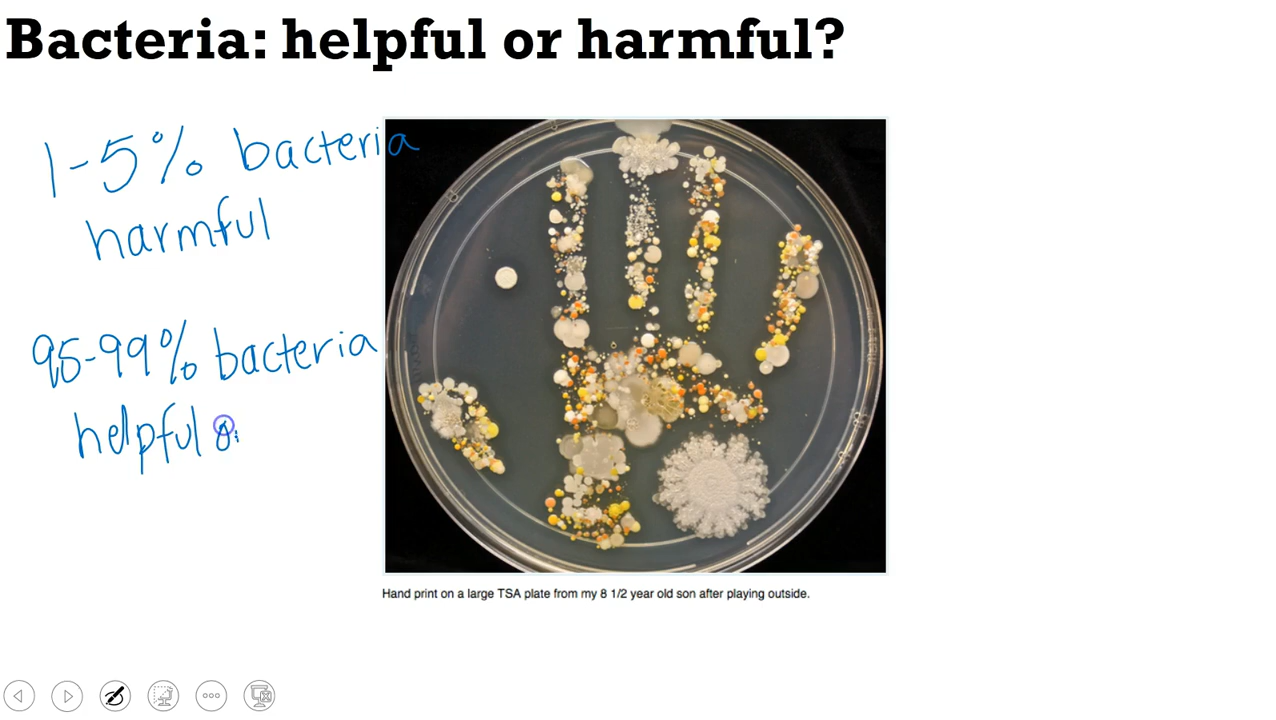 Bacteria: helpful or harmful?
1-5% bacteria
harmful
95-99% bacteria
helpful
Hand print on a large TSA plate from my 8 1/2 year old son after playing outside.